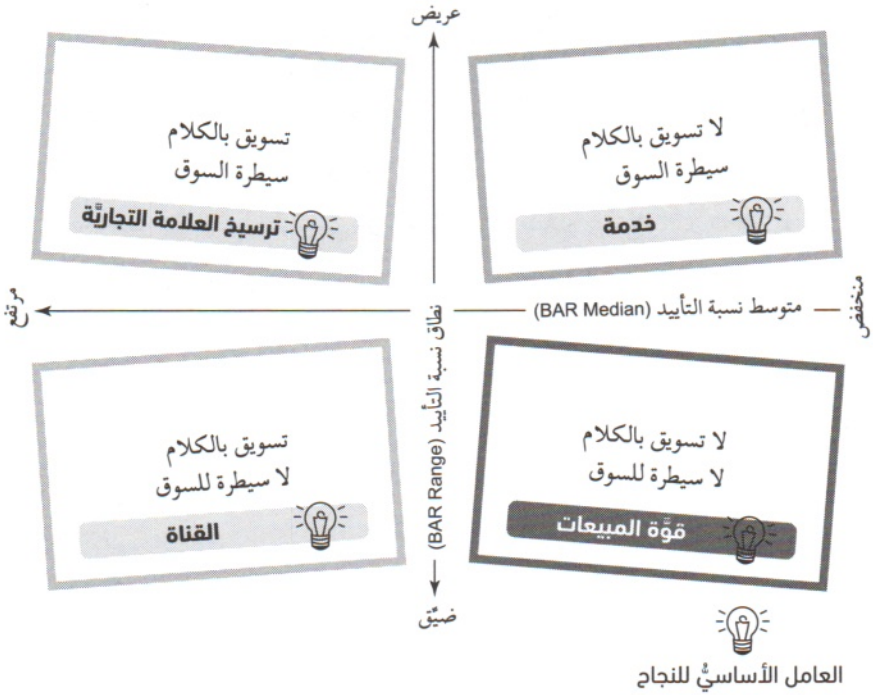 عريض
لا تسويق بالكلام
سيطرة السوق
خدمة
تسويق بالكلام
سيطرة السوق
ترسيخ العلامة التجاريَّة
منخفض
متوسط نسبة التأييد (BAR Median)
مرتفع
نطاق نسبة التأييد (BAR Range)
لا تسويق بالكلام
لا سيطرة للسوق
قوَّة المبيعات
تسويق بالكلام
لا سيطرة للسوق
القناة
ضيِّق
العامل الأساسيُّ للنجاح